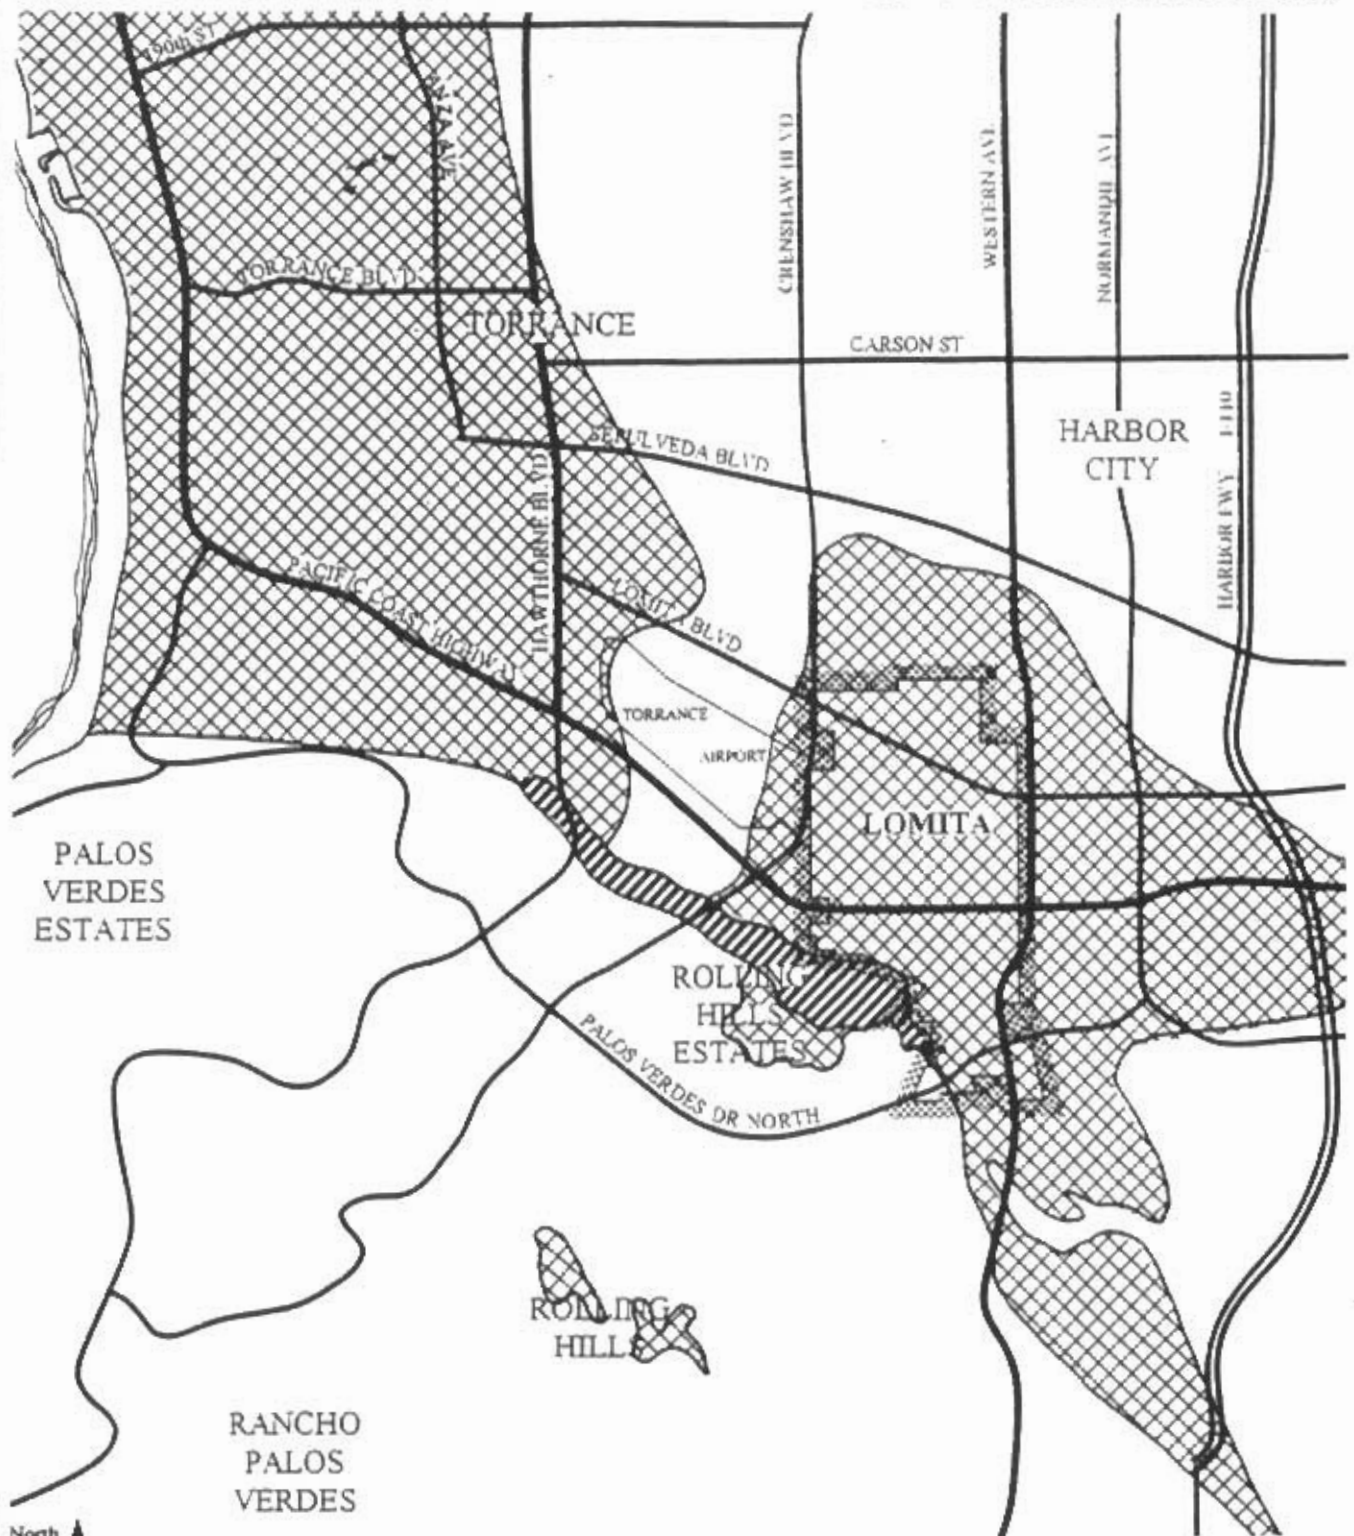 190th ST
ANZA AVE
CRENSHAW BLVD
WESTERN AVE
NORMANDIE AVE
TORRANCE BLVD
TORRANCE
CARSON ST
HARBOR
CITY
SEPULVEDA BLVD
HAWTHORNE BLVD
HARBOR FWY I-110
PACIFIC COAST HIGHWAY
LOMITA BLVD
TORRANCE
AIRPORT
LOMITA
PALOS
VERDES
ESTATES
ROLLING
HILLS
ESTATES
PALOS VERDES DR NORTH
ROLLING
HILLS
RANCHO
PALOS
VERDES
North